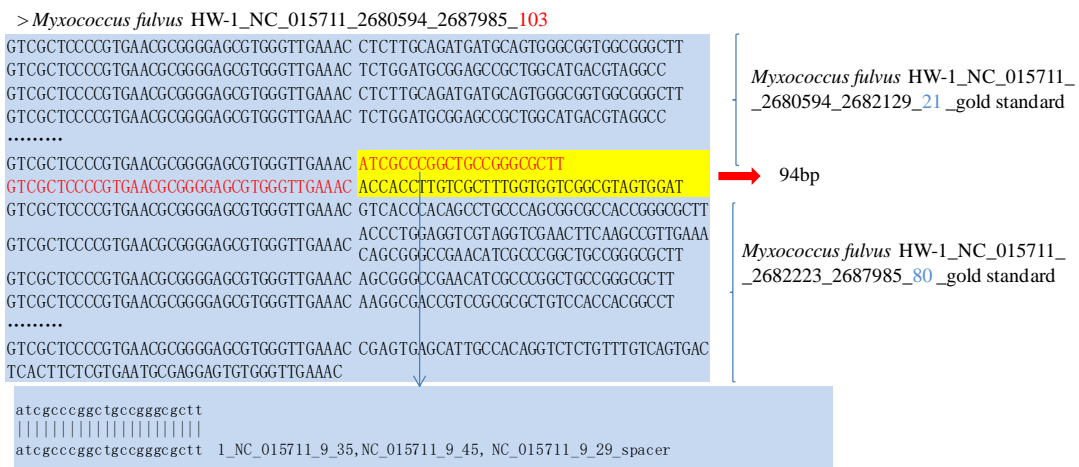 >Myxococcus fulvus HW-1_NC_015711_2680594_2687985_103
GTCGCTCCCCGTGAACGCGGGGAGCGTGGGTTGAAAC CTCTTGCAGATGATGCAGTGGGCGGTGGCGGGCTT
GTCGCTCCCCGTGAACGCGGGGAGCGTGGGTTGAAAC TCTGGATGCGGAGCCGCTGGCATGACGTAGGCC
GTCGCTCCCCGTGAACGCGGGGAGCGTGGGTTGAAAC CTCTTGCAGATGATGCAGTGGGCGGTGGCGGGCTT
GTCGCTCCCCGTGAACGCGGGGAGCGTGGGTTGAAAC TCTGGATGCGGAGCCGCTGGCATGACGTAGGCC
.........
GTCGCTCCCCGTGAACGCGGGGAGCGTGGGTTGAAAC ATCGCCCGGCTGCCGGGCGCTT
GTCGCTCCCCGTGAACGCGGGGAGCGTGGGTTGAAAC ACCACCTTGTCGCTTTGGTGGTCGGCGTAGTGGAT
GTCGCTCCCCGTGAACGCGGGGAGCGTGGGTTGAAAC GTCACCCACAGCCTGCCCAGCGGCGCCACCGGGCGCTT
GTCGCTCCCCGTGAACGCGGGGAGCGTGGGTTGAAAC ACCCTGGAGGTCGTAGGTCGAACTTCAAGCCGTTGAAA
CAGCGGGCCGAACATCGCCCGGCTGCCGGGCGCTT
GTCGCTCCCCGTGAACGCGGGGAGCGTGGGTTGAAAC AGCGGGCCGAACATCGCCCGGCTGCCGGGCGCTT
GTCGCTCCCCGTGAACGCGGGGAGCGTGGGTTGAAAC AAGGCGACCGTCCGCGCGCTGTCCACCACGGCCT
.........
GTCGCTCCCCGTGAACGCGGGGAGCGTGGGTTGAAAC CGAGTGAGCATTGCCACAGGTCTCTGTTTGTCAGTGAC
TCACTTCTCGTGAATGCGAGGAGTGTGGGTTGAAAC
Myxococcus fulvus HW-1_NC_015711_
_2680594_2682129_21 _gold standard
94bp
Myxococcus fulvus HW-1_NC_015711_
_2682223_2687985_80 _gold standard
atcgcccggctgccgggcgctt
||||||||||||||||||||||
atcgcccggctgccgggcgctt 1_NC_015711_9_35,NC_015711_9_45, NC_015711_9_29_spacer